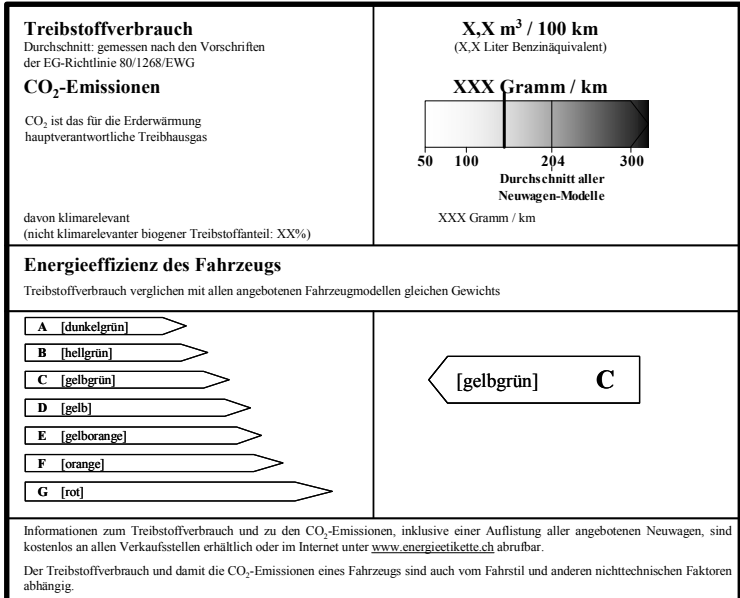 Treibstoffverbrauch
Durchschnitt: gemessen nach den Vorschriften
der EG-Richtlinie 80/1268/EWG
X,X m³ / 100 km
(X,X Liter Benzinäquivalent)
CO₂-Emissionen
XXX Gramm / km
CO₂ ist das für die Erderwärmung
hauptverantwortliche Treibhausgas
50 100 204 300
Durchschnitt aller
Neuwagen-Modelle
davon klimarelevant
(nicht klimarelevanter biogener Treibstoffanteil: XX%)
XXX Gramm / km
Energieeffizienz des Fahrzeugs
Treibstoffverbrauch verglichen mit allen angebotenen Fahrzeugmodellen gleichen Gewichts
A [dunkelgrün]
B [hellgrün]
C [gelbgrün]
D [gelb]
E [gelborange]
F [orange]
G [rot]
[gelbgrün] C
Informationen zum Treibstoffverbrauch und zu den CO₂-Emissionen, inklusive einer Auflistung aller angebotenen Neuwagen, sind
kostenlos an allen Verkaufsstellen erhältlich oder im Internet unter www.energieetikette.ch abrufbar.
Der Treibstoffverbrauch und damit die CO₂-Emissionen eines Fahrzeugs sind auch vom Fahrstil und anderen nichttechnischen Faktoren
abhängig.